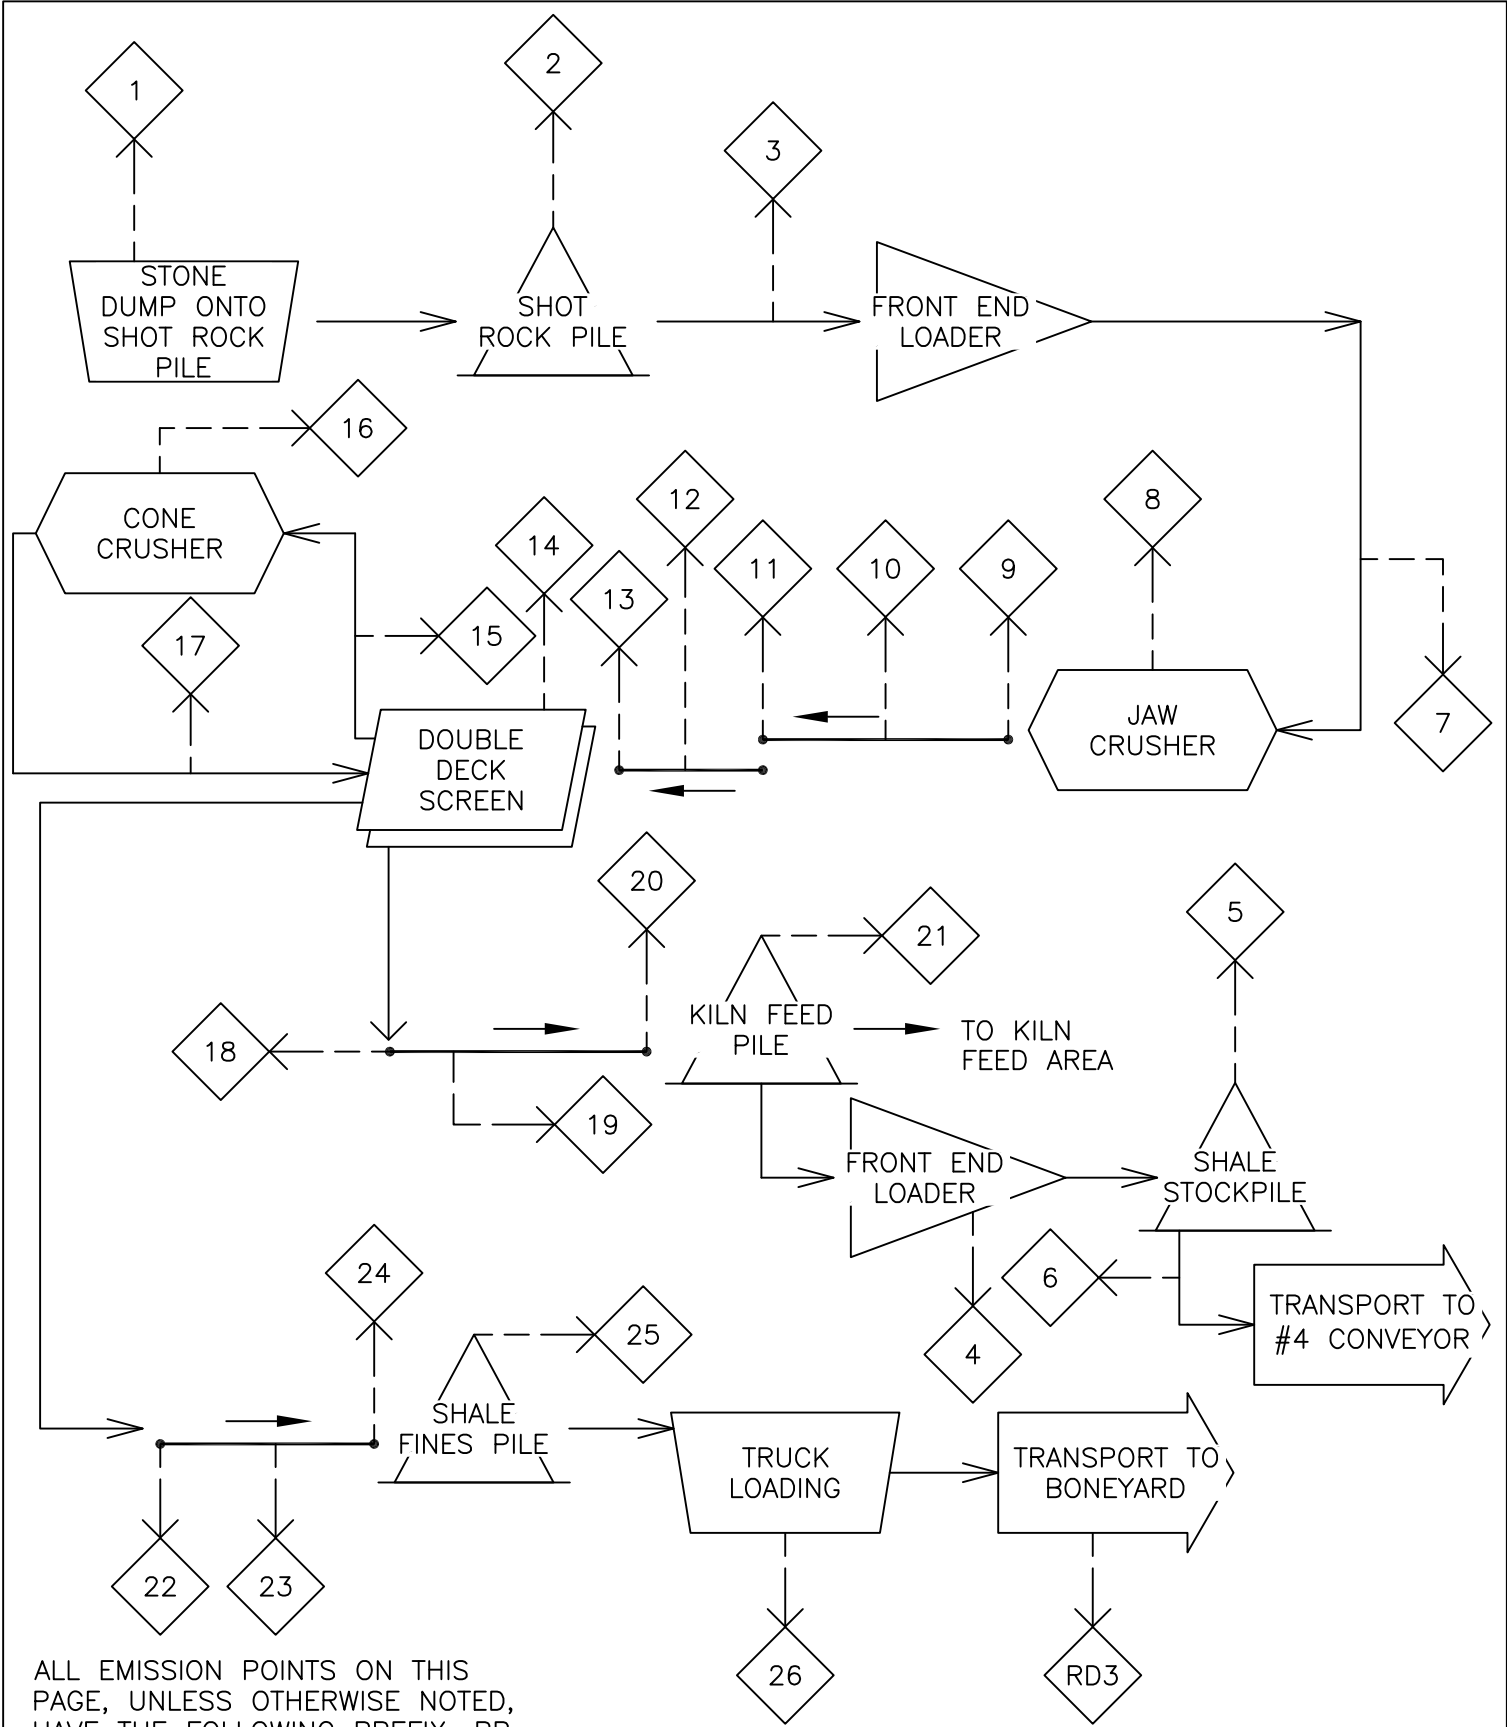 1
2
3
STONE
DUMP ONTO
SHOT ROCK
PILE
SHOT
ROCK PILE
FRONT END
LOADER
16
CONE
CRUSHER
12
8
14
11
10
9
13
15
17
7
JAW
CRUSHER
DOUBLE
DECK
SCREEN
20
21
5
KILN FEED
PILE
TO KILN
FEED AREA
18
19
FRONT END
LOADER
SHALE
STOCKPILE
24
6
25
4
TRANSPORT TO
#4 CONVEYOR
SHALE
FINES PILE
TRUCK
LOADING
TRANSPORT TO
BONEYARD
22
23
26
RD3
ALL EMISSION POINTS ON THIS
PAGE, UNLESS OTHERWISE NOTED,
HAVE THE FOLLOWING PREFIX